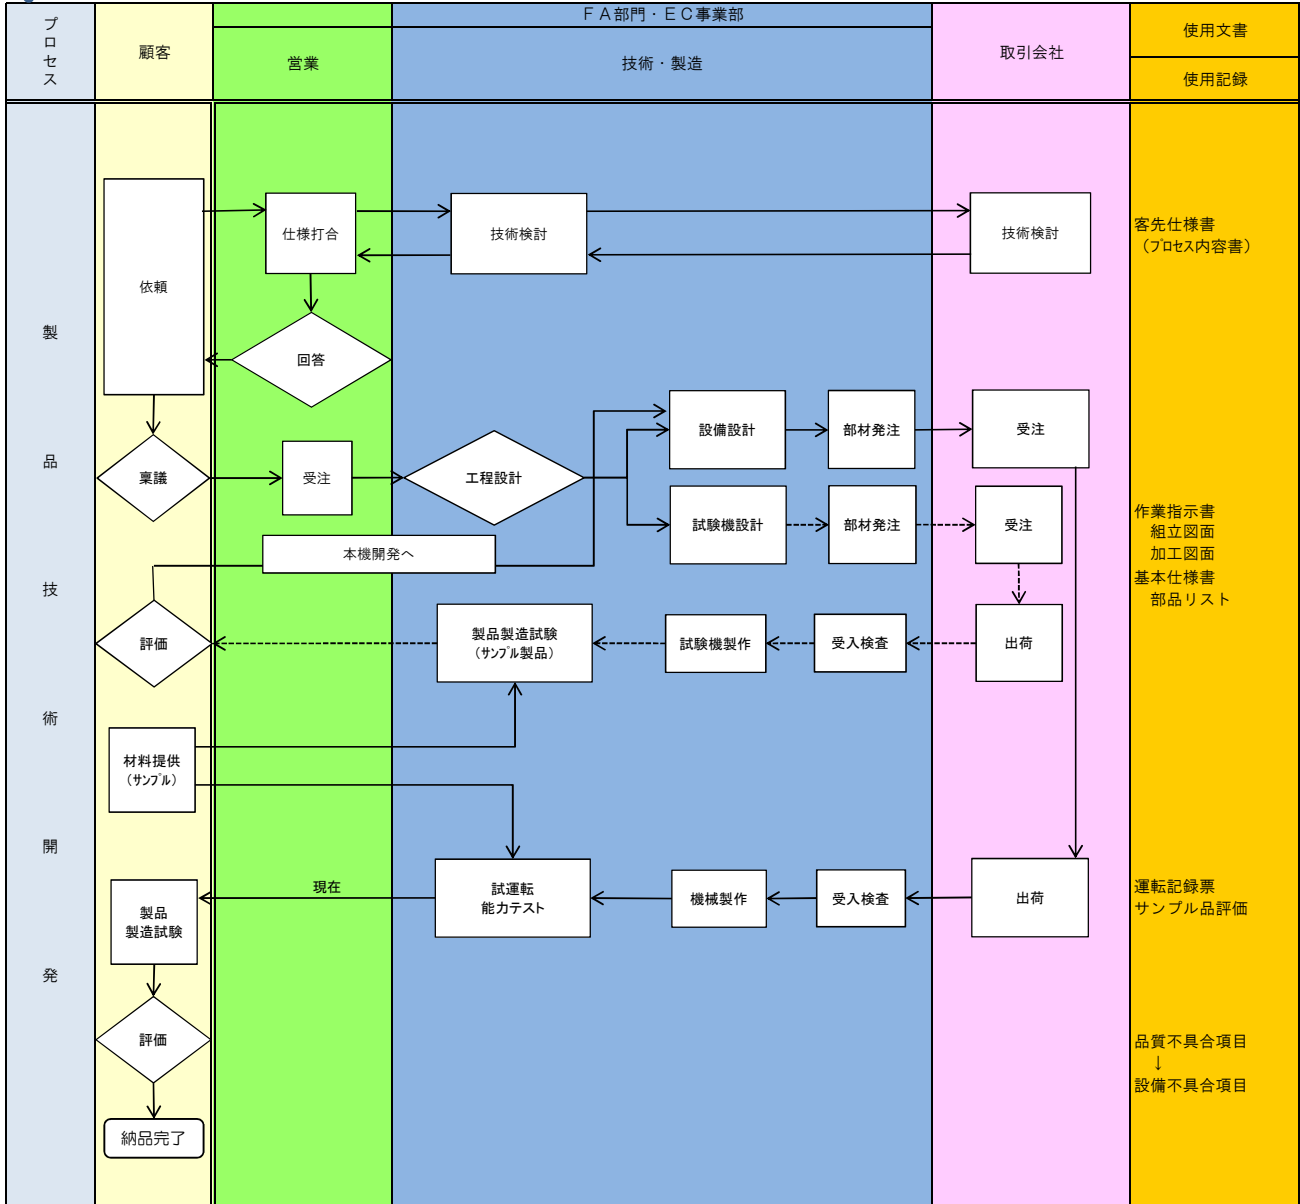 プロセス
顧客
ＦＡ部門・ＥＣ事業部
営業
技術・製造
取引会社
使用文書
使用記録
製品技術開発
依頼
仕様打合
技術検討
技術検討
客先仕様書
（プロセス内容書）
回答
稟議
受注
工程設計
設備設計
部材発注
受注
試験機設計
部材発注
受注
作業指示書
組立図面
加工図面
基本仕様書
部品リスト
本機開発へ
評価
製品製造試験
（サンプル製品）
試験機製作
受入検査
出荷
材料提供
（サンプル）
現在
製品
製造試験
試運転
能力テスト
機械製作
受入検査
出荷
運転記録票
サンプル品評価
評価
品質不具合項目
↓
設備不具合項目
納品完了